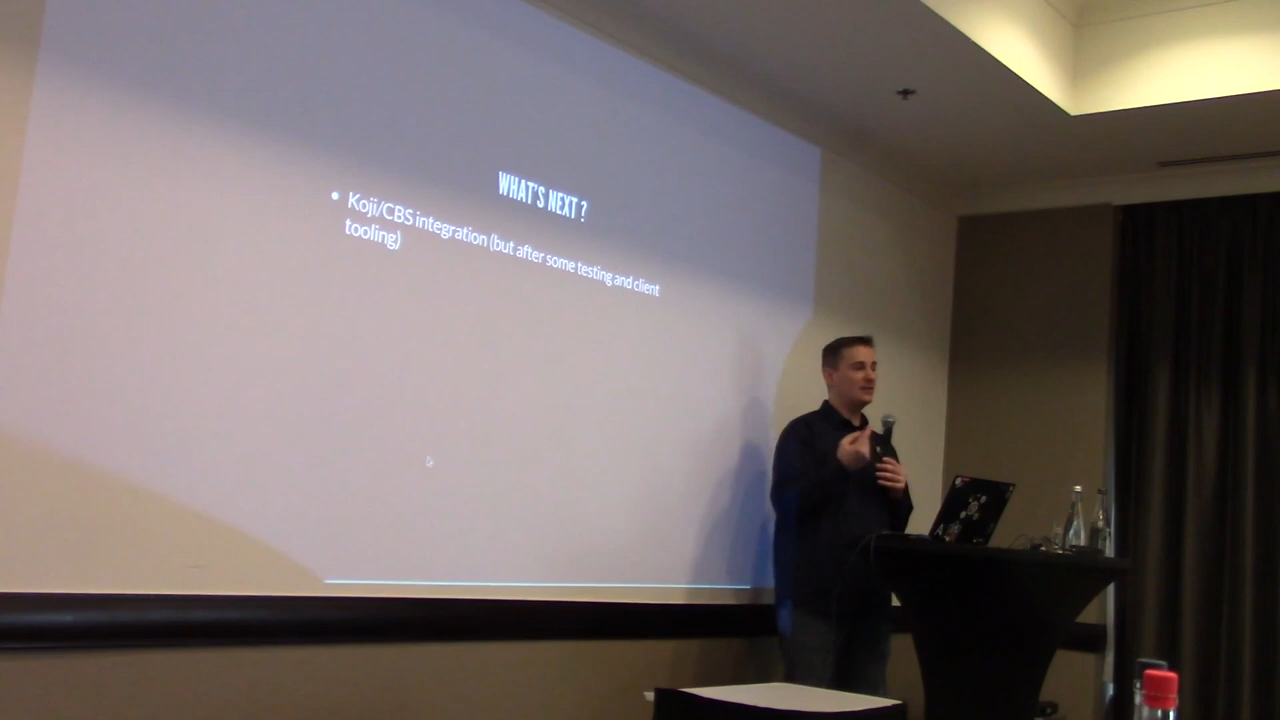 WHAT'S NEXT ?
• Koji/CBS integration (but after some testing and client
tooling)